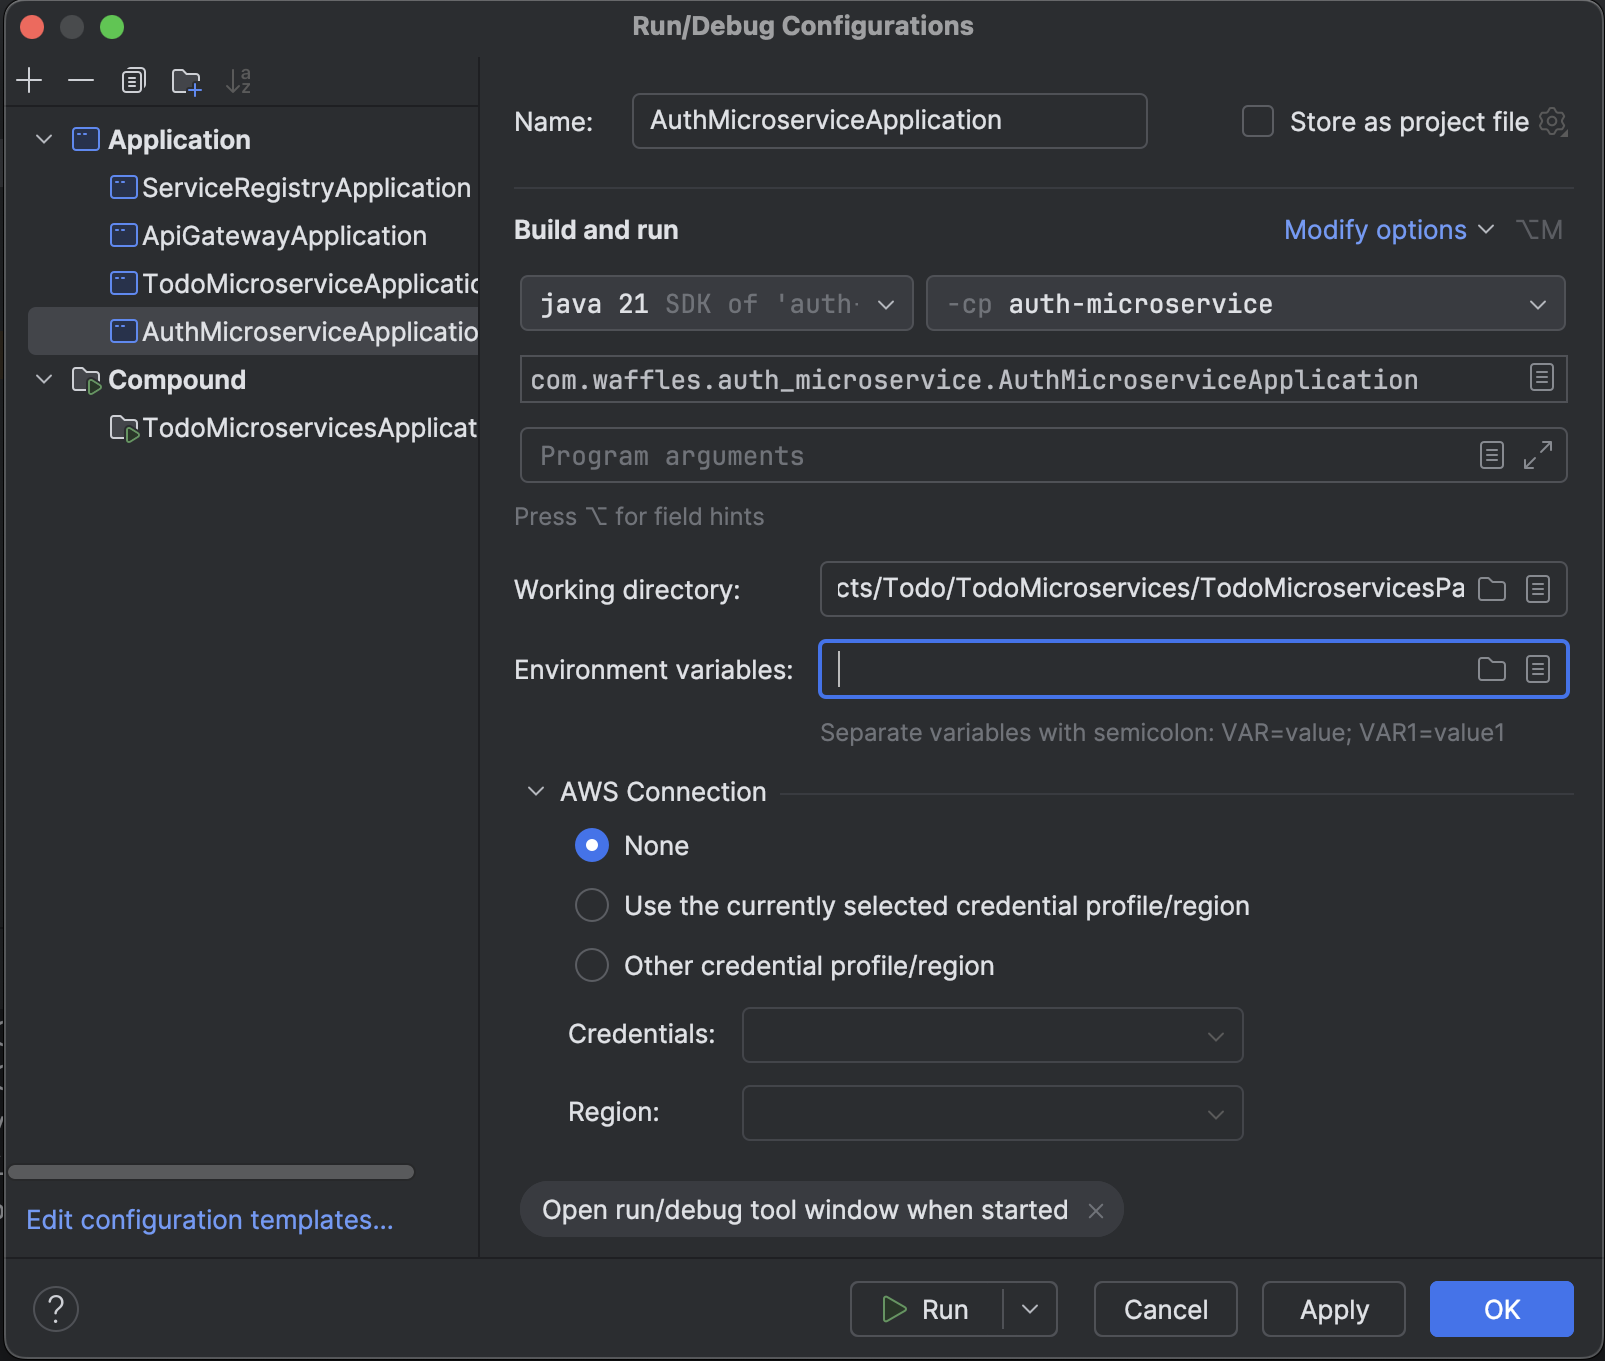 Run/Debug Configurations
Application
ServiceRegistryApplication
ApiGatewayApplication
TodoMicroserviceApplicatio
AuthMicroserviceApplicatio
Compound
TodoMicroservicesApplicat
Edit configuration templates...
Name: AuthMicroserviceApplication Store as project file
Build and run Modify options ⌥M
java 21 SDK of 'auth- -cp auth-microservice
com.waffles.auth_microservice.AuthMicroserviceApplication
Program arguments
Press ⌥ for field hints
Working directory: cts/Todo/TodoMicroservices/TodoMicroservicesPa
Environment variables:
Separate variables with semicolon: VAR=value; VAR1=value1
AWS Connection
None
Use the currently selected credential profile/region
Other credential profile/region
Credentials:
Region:
Open run/debug tool window when started
? Run Cancel Apply OK